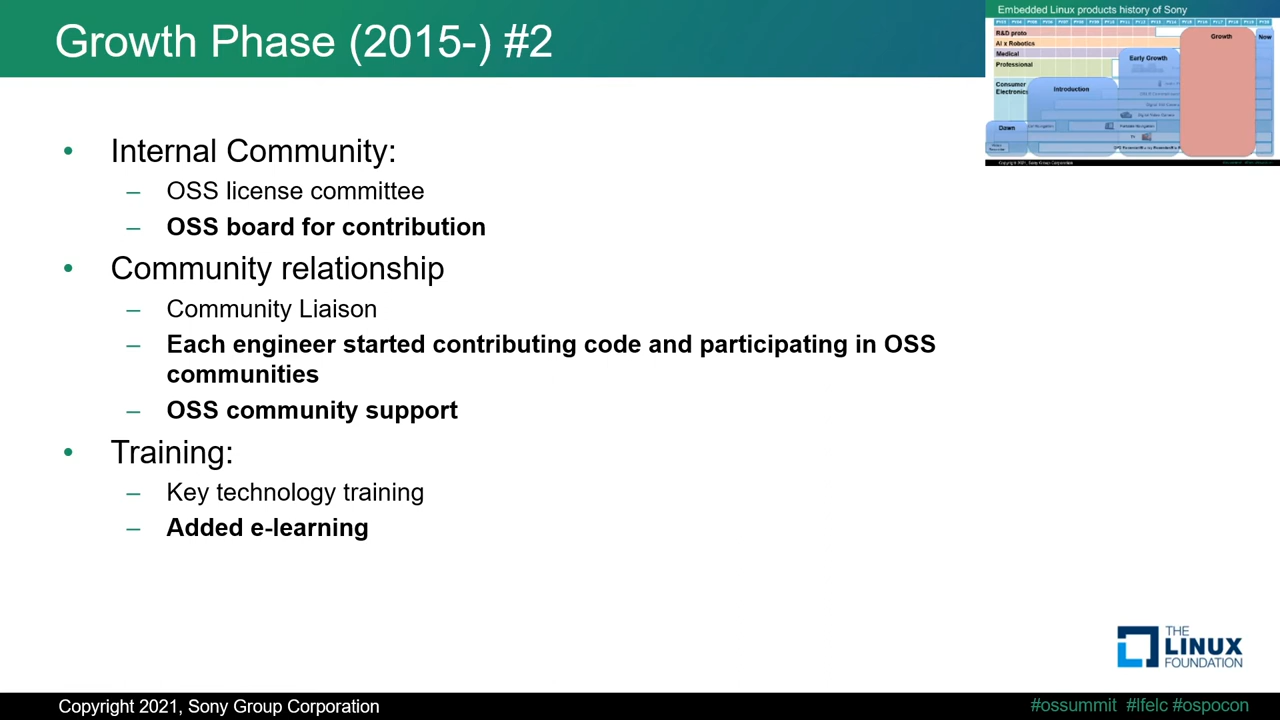 Growth Phase (2015-) #2
Embedded Linux products history of Sony
R&D proto
AI x Robotics
Medical
Professional
Consumer
Electronics
Dawn
Introduction
Early Growth
Growth
Now
• Internal Community:
– OSS license committee
– OSS board for contribution
• Community relationship
– Community Liaison
– Each engineer started contributing code and participating in OSS
communities
– OSS community support
• Training:
– Key technology training
– Added e-learning
THE
LINUX
FOUNDATION
Copyright 2021, Sony Group Corporation
#ossummit #lfelc #ospocon